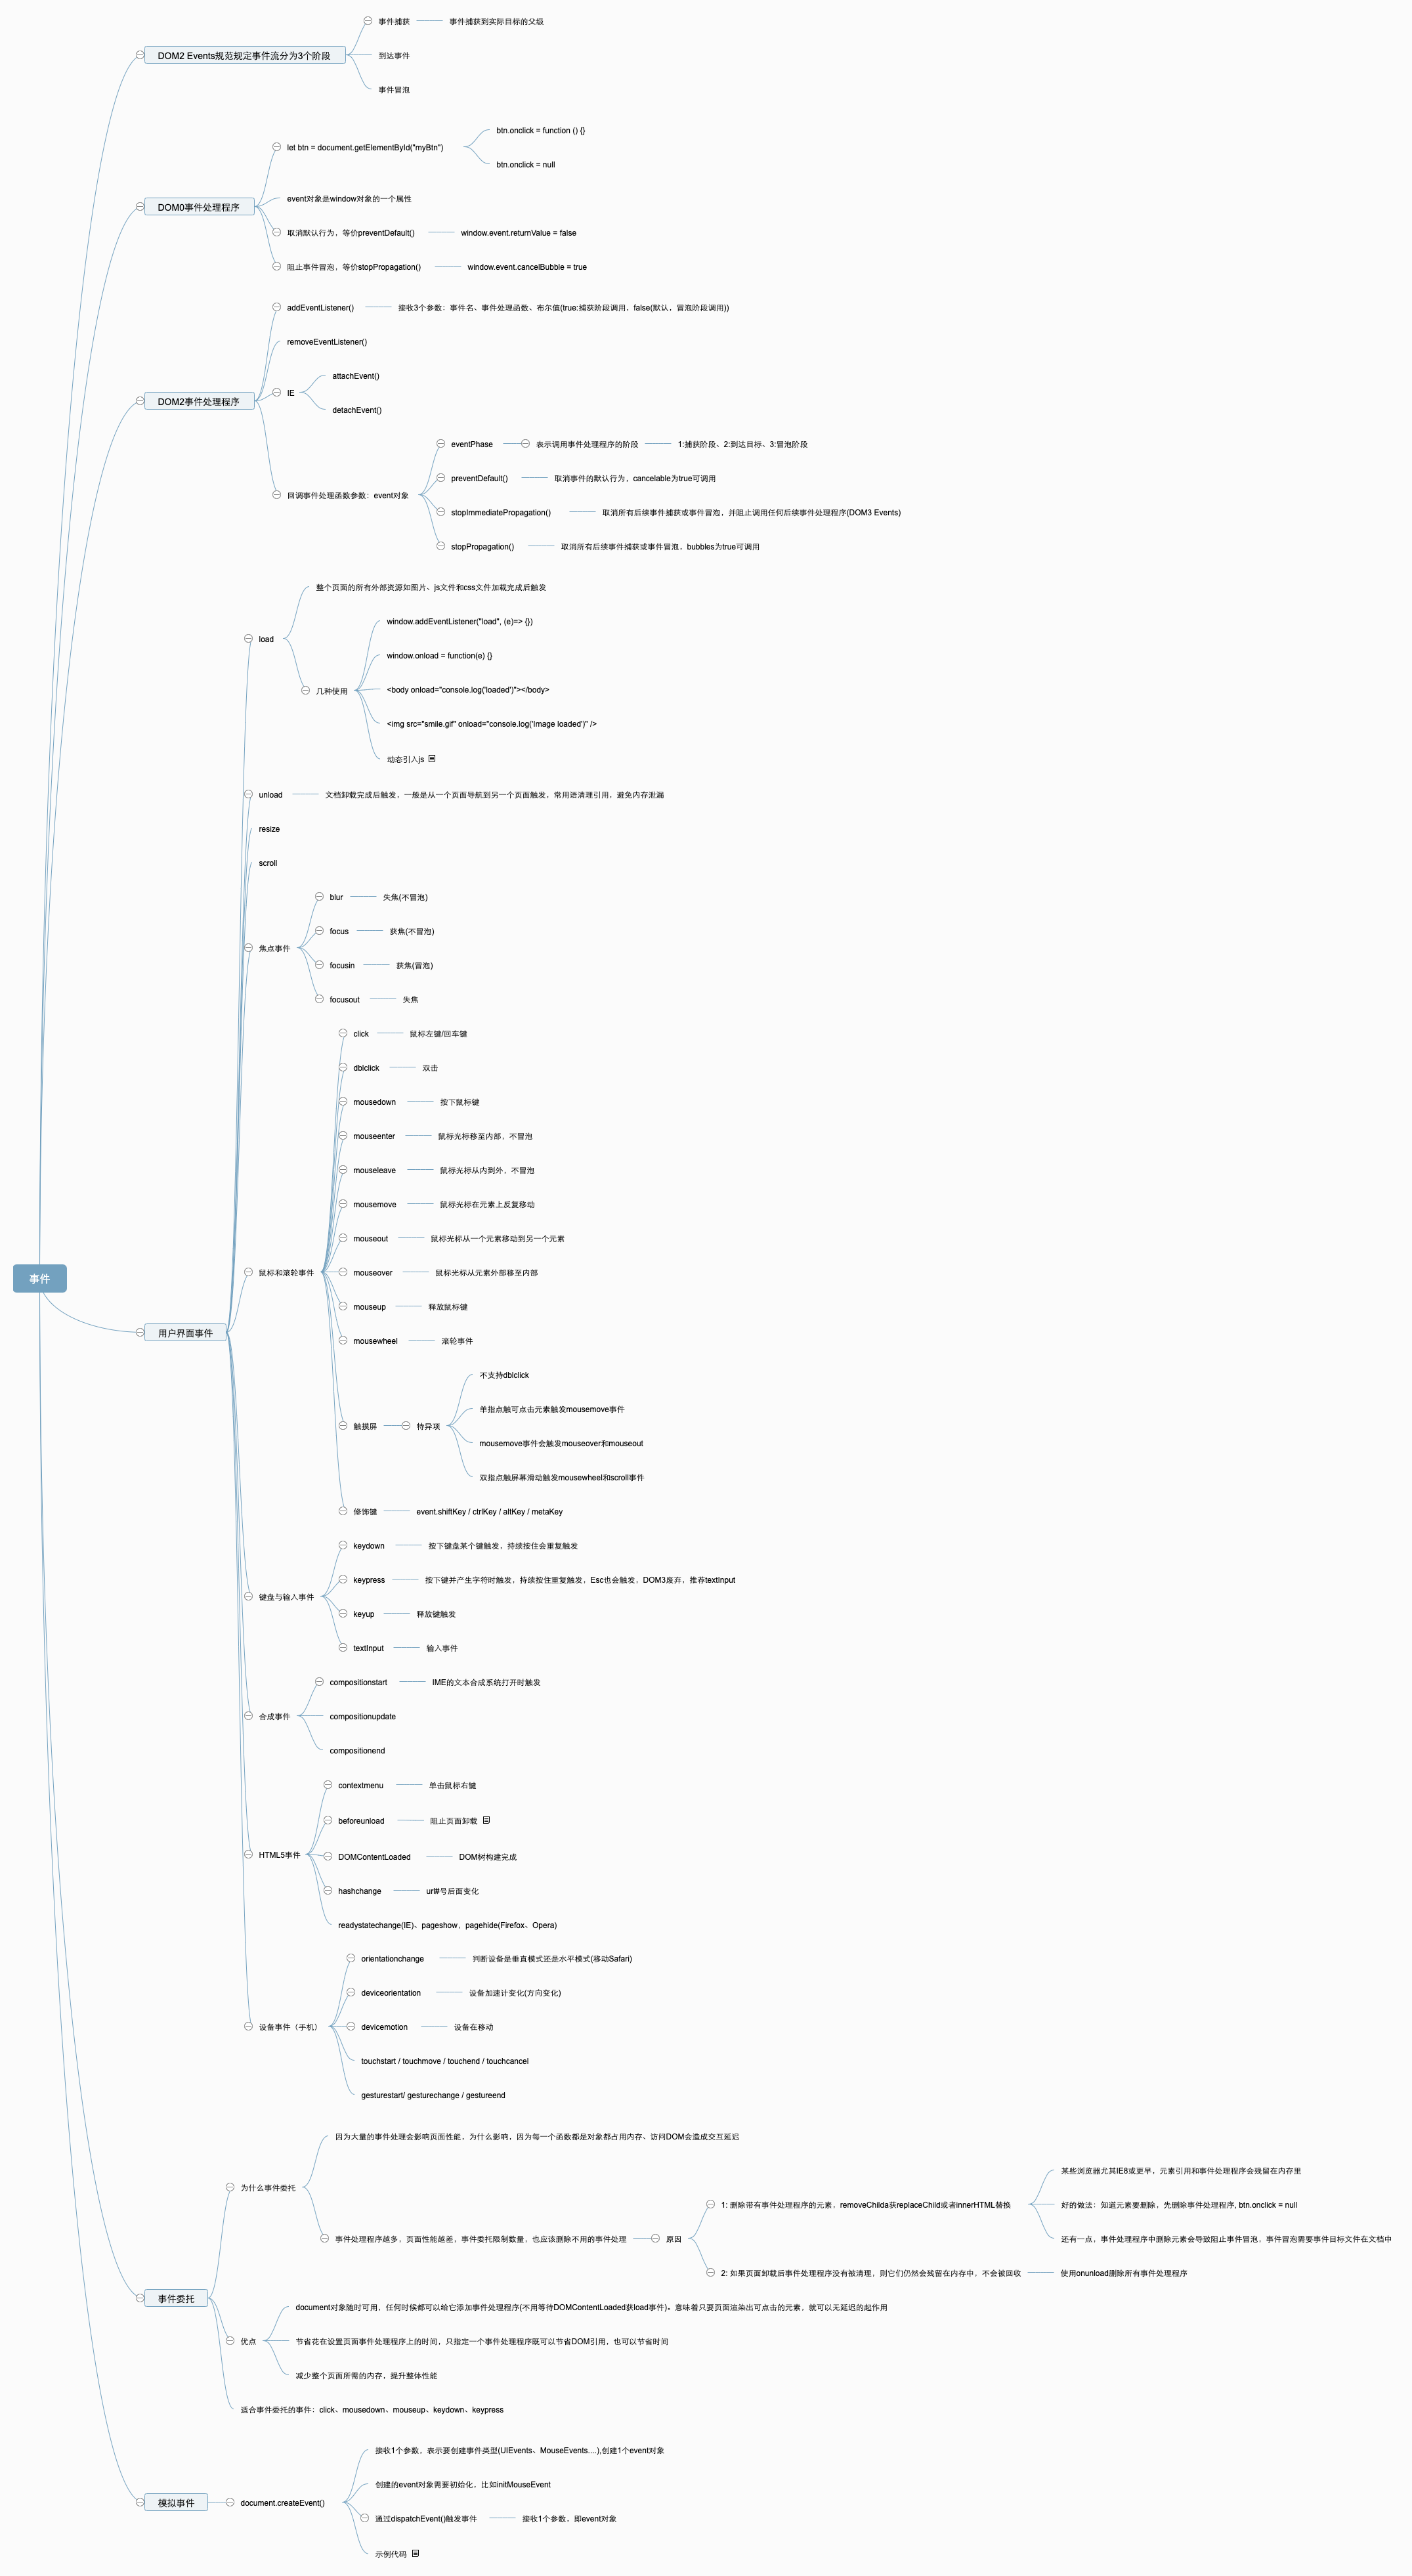 事件
DOM2 Events规范规定事件流分为3个阶段
事件捕获
事件捕获到实际目标的父级
到达事件
事件冒泡
DOM0事件处理程序
let btn = document.getElementById("myBtn")
btn.onclick = function () {}
btn.onclick = null
event对象是window对象的一个属性
取消默认行为，等价preventDefault()
window.event.returnValue = false
阻止事件冒泡，等价stopPropagation()
window.event.cancelBubble = true
DOM2事件处理程序
addEventListener()
接收3个参数：事件名、事件处理函数、布尔值(true:捕获阶段调用，false(默认，冒泡阶段调用))
removeEventListener()
IE
attachEvent()
detachEvent()
回调事件处理函数参数：event对象
eventPhase
表示调用事件处理程序的阶段
1:捕获阶段、2:到达目标、3:冒泡阶段
preventDefault()
取消事件的默认行为，cancelable为true可调用
stopImmediatePropagation()
取消所有后续事件捕获或事件冒泡，并阻止调用任何后续事件处理程序(DOM3 Events)
stopPropagation()
取消所有后续事件捕获或事件冒泡，bubbles为true可调用
用户界面事件
load
整个页面的所有外部资源如图片、js文件和css文件加载完成后触发
几种使用
window.addEventListener("load", (e)=> {})
window.onload = function(e) {}
<body onload="console.log('loaded')"></body>
<img src="smile.gif" onload="console.log('Image loaded')" />
动态引入js
unload
文档卸载完成后触发，一般是从一个页面导航到另一个页面触发，常用语清理引用，避免内存泄漏
resize
scroll
焦点事件
blur
失焦(不冒泡)
focus
获焦(不冒泡)
focusin
获焦(冒泡)
focusout
失焦
鼠标和滚轮事件
click
鼠标左键/回车键
dblclick
双击
mousedown
按下鼠标键
mouseenter
鼠标光标移至内部，不冒泡
mouseleave
鼠标光标从内到外，不冒泡
mousemove
鼠标光标在元素上反复移动
mouseout
鼠标光标从一个元素移动到另一个元素
mouseover
鼠标光标从元素外部移至内部
mouseup
释放鼠标键
mousewheel
滚轮事件
触摸屏
特异项
不支持dblclick
单指点触可点击元素触发mousemove事件
mousemove事件会触发mouseover和mouseout
双指点触屏幕滑动触发mousewheel和scroll事件
修饰键
event.shiftKey / ctrlKey / altKey / metaKey
键盘与输入事件
keydown
按下键盘某个键触发，持续按住会重复触发
keypress
按下键并产生字符时触发，持续按住重复触发，Esc也会触发，DOM3废弃，推荐textInput
keyup
释放键触发
textInput
输入事件
合成事件
compositionstart
IME的文本合成系统打开时触发
compositionupdate
compositionend
HTML5事件
contextmenu
单击鼠标右键
beforeunload
阻止页面卸载
DOMContentLoaded
DOM树构建完成
hashchange
url#号后面变化
readystatechange(IE)、pageshow，pagehide(Firefox、Opera)
设备事件（手机）
orientationchange
判断设备是垂直模式还是水平模式(移动Safari)
deviceorientation
设备加速计变化(方向变化)
devicemotion
设备在移动
touchstart / touchmove / touchend / touchcancel
gesturestart/ gesturechange / gestureend
事件委托
为什么事件委托
因为大量的事件处理会影响页面性能，为什么影响，因为每一个函数都是对象都占用内存、访问DOM会造成交互延迟
事件处理程序越多，页面性能越差，事件委托限制数量，也应该删除不用的事件处理
原因
1: 删除带有事件处理程序的元素，removeChilda获replaceChild或者innerHTML替换
某些浏览器尤其IE8或更早，元素引用和事件处理程序会残留在内存里
好的做法：知道元素要删除，先删除事件处理程序, btn.onclick = null
还有一点，事件处理程序中删除元素会导致阻止事件冒泡，事件冒泡需要事件目标文件在文档中
2: 如果页面卸载后事件处理程序没有被清理，则它们仍然会残留在内存中，不会被回收
使用onunload删除所有事件处理程序
优点
document对象随时可用，任何时候都可以给它添加事件处理程序(不用等待DOMContentLoaded获load事件)。意味着只要页面渲染出可点击的元素，就可以无延迟的起作用
节省花在设置页面事件处理程序上的时间，只指定一个事件处理程序既可以节省DOM引用，也可以节省时间
减少整个页面所需的内存，提升整体性能
适合事件委托的事件：click、mousedown、mouseup、keydown、keypress
模拟事件
document.createEvent()
接收1个参数，表示要创建事件类型(UIEvents、MouseEvents....),创建1个event对象
创建的event对象需要初始化，比如initMouseEvent
通过dispatchEvent()触发事件
接收1个参数，即event对象
示例代码